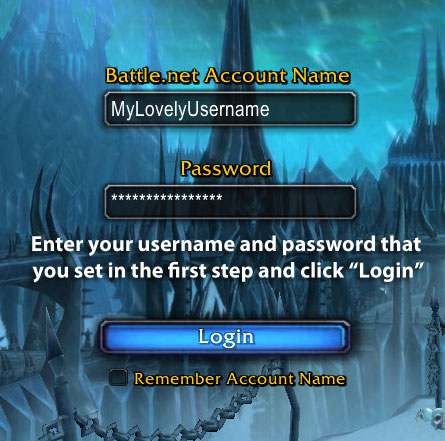 Battle.net Account Name
MyLovelyUsername
Password
****************
Enter your username and password that
you set in the first step and click “Login”
Login
Remember Account Name